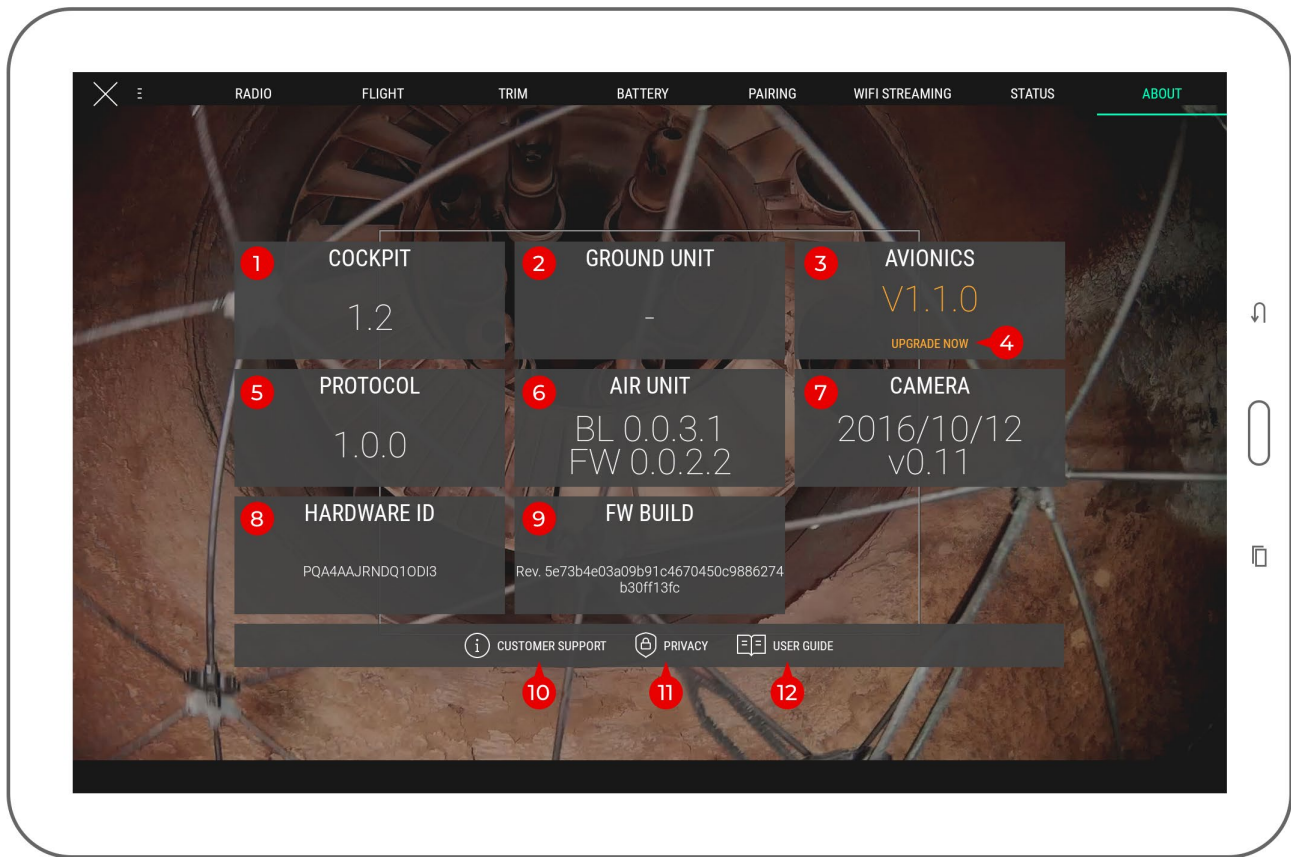 RADIO FLIGHT TRIM BATTERY PAIRING WIFI STREAMING STATUS ABOUT
1 COCKPIT
1.2
2 GROUND UNIT
-
3 AVIONICS
V1.1.0
UPGRADE NOW 4
5 PROTOCOL
1.0.0
6 AIR UNIT
BL 0.0.3.1
FW 0.0.2.2
7 CAMERA
2016/10/12
v0.11
8 HARDWARE ID
PQA4AAJRNDQ1ODI3
9 FW BUILD
Rev. 5e73b4e03a09b91c4670450c9886274
b30ff13fc
i CUSTOMER SUPPORT PRIVACY USER GUIDE
10 11 12